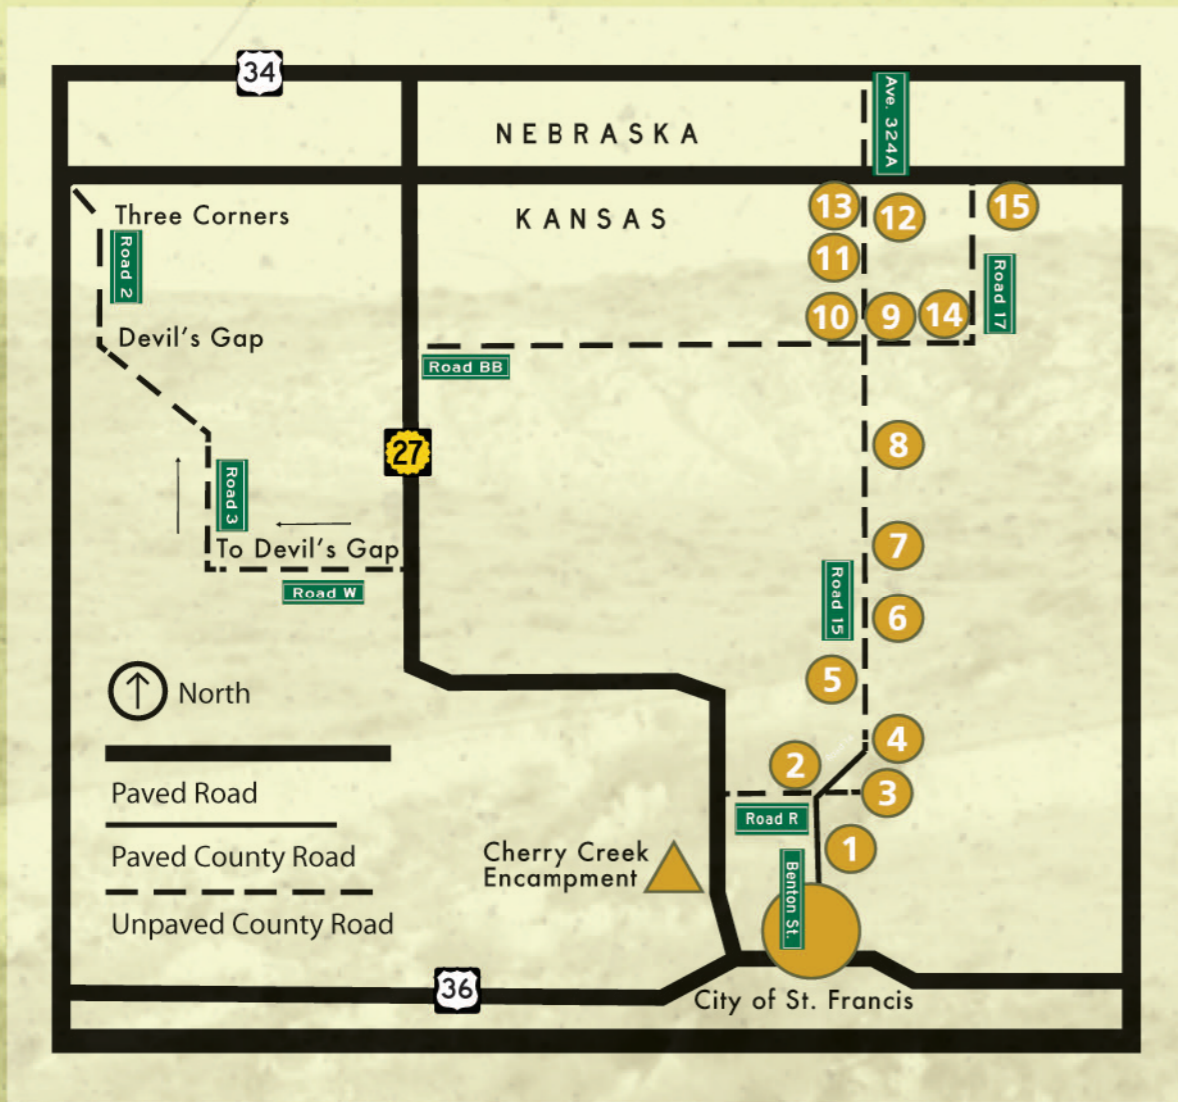 34
Ave. 324A
NEBRASKA
KANSAS
13
12
15
Three Corners
Road 2
11
Road 17
10
9
14
Devil's Gap
Road BB
27
8
Road 3
7
To Devil's Gap
Road W
Road 15
6
5
North
4
2
3
Paved Road
Road R
1
Paved County Road
Cherry Creek
Encampment
Benton St.
Unpaved County Road
36
City of St. Francis